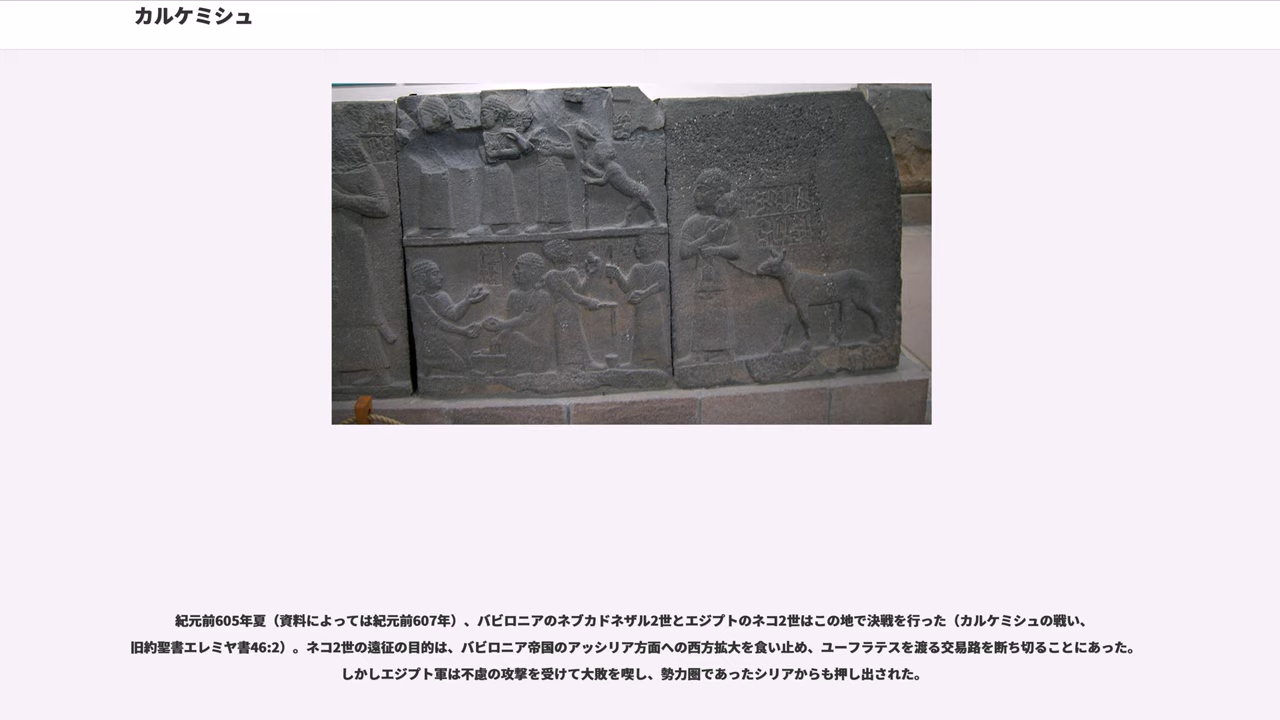 カルケミシュ
紀元前605年夏（資料によっては紀元前607年）、バビロニアのネブカドネザル2世とエジプトのネコ2世はこの地で決戦を行った（カルケミシュの戦い、
旧約聖書エレミヤ書46:2）。ネコ2世の遠征の目的は、バビロニア帝国のアッシリア方面への西方拡大を食い止め、ユーフラテスを渡る交易路を断ち切ることにあった。
しかしエジプト軍は不慮の攻撃を受けて大敗を喫し、勢力圏であったシリアからも押し出された。